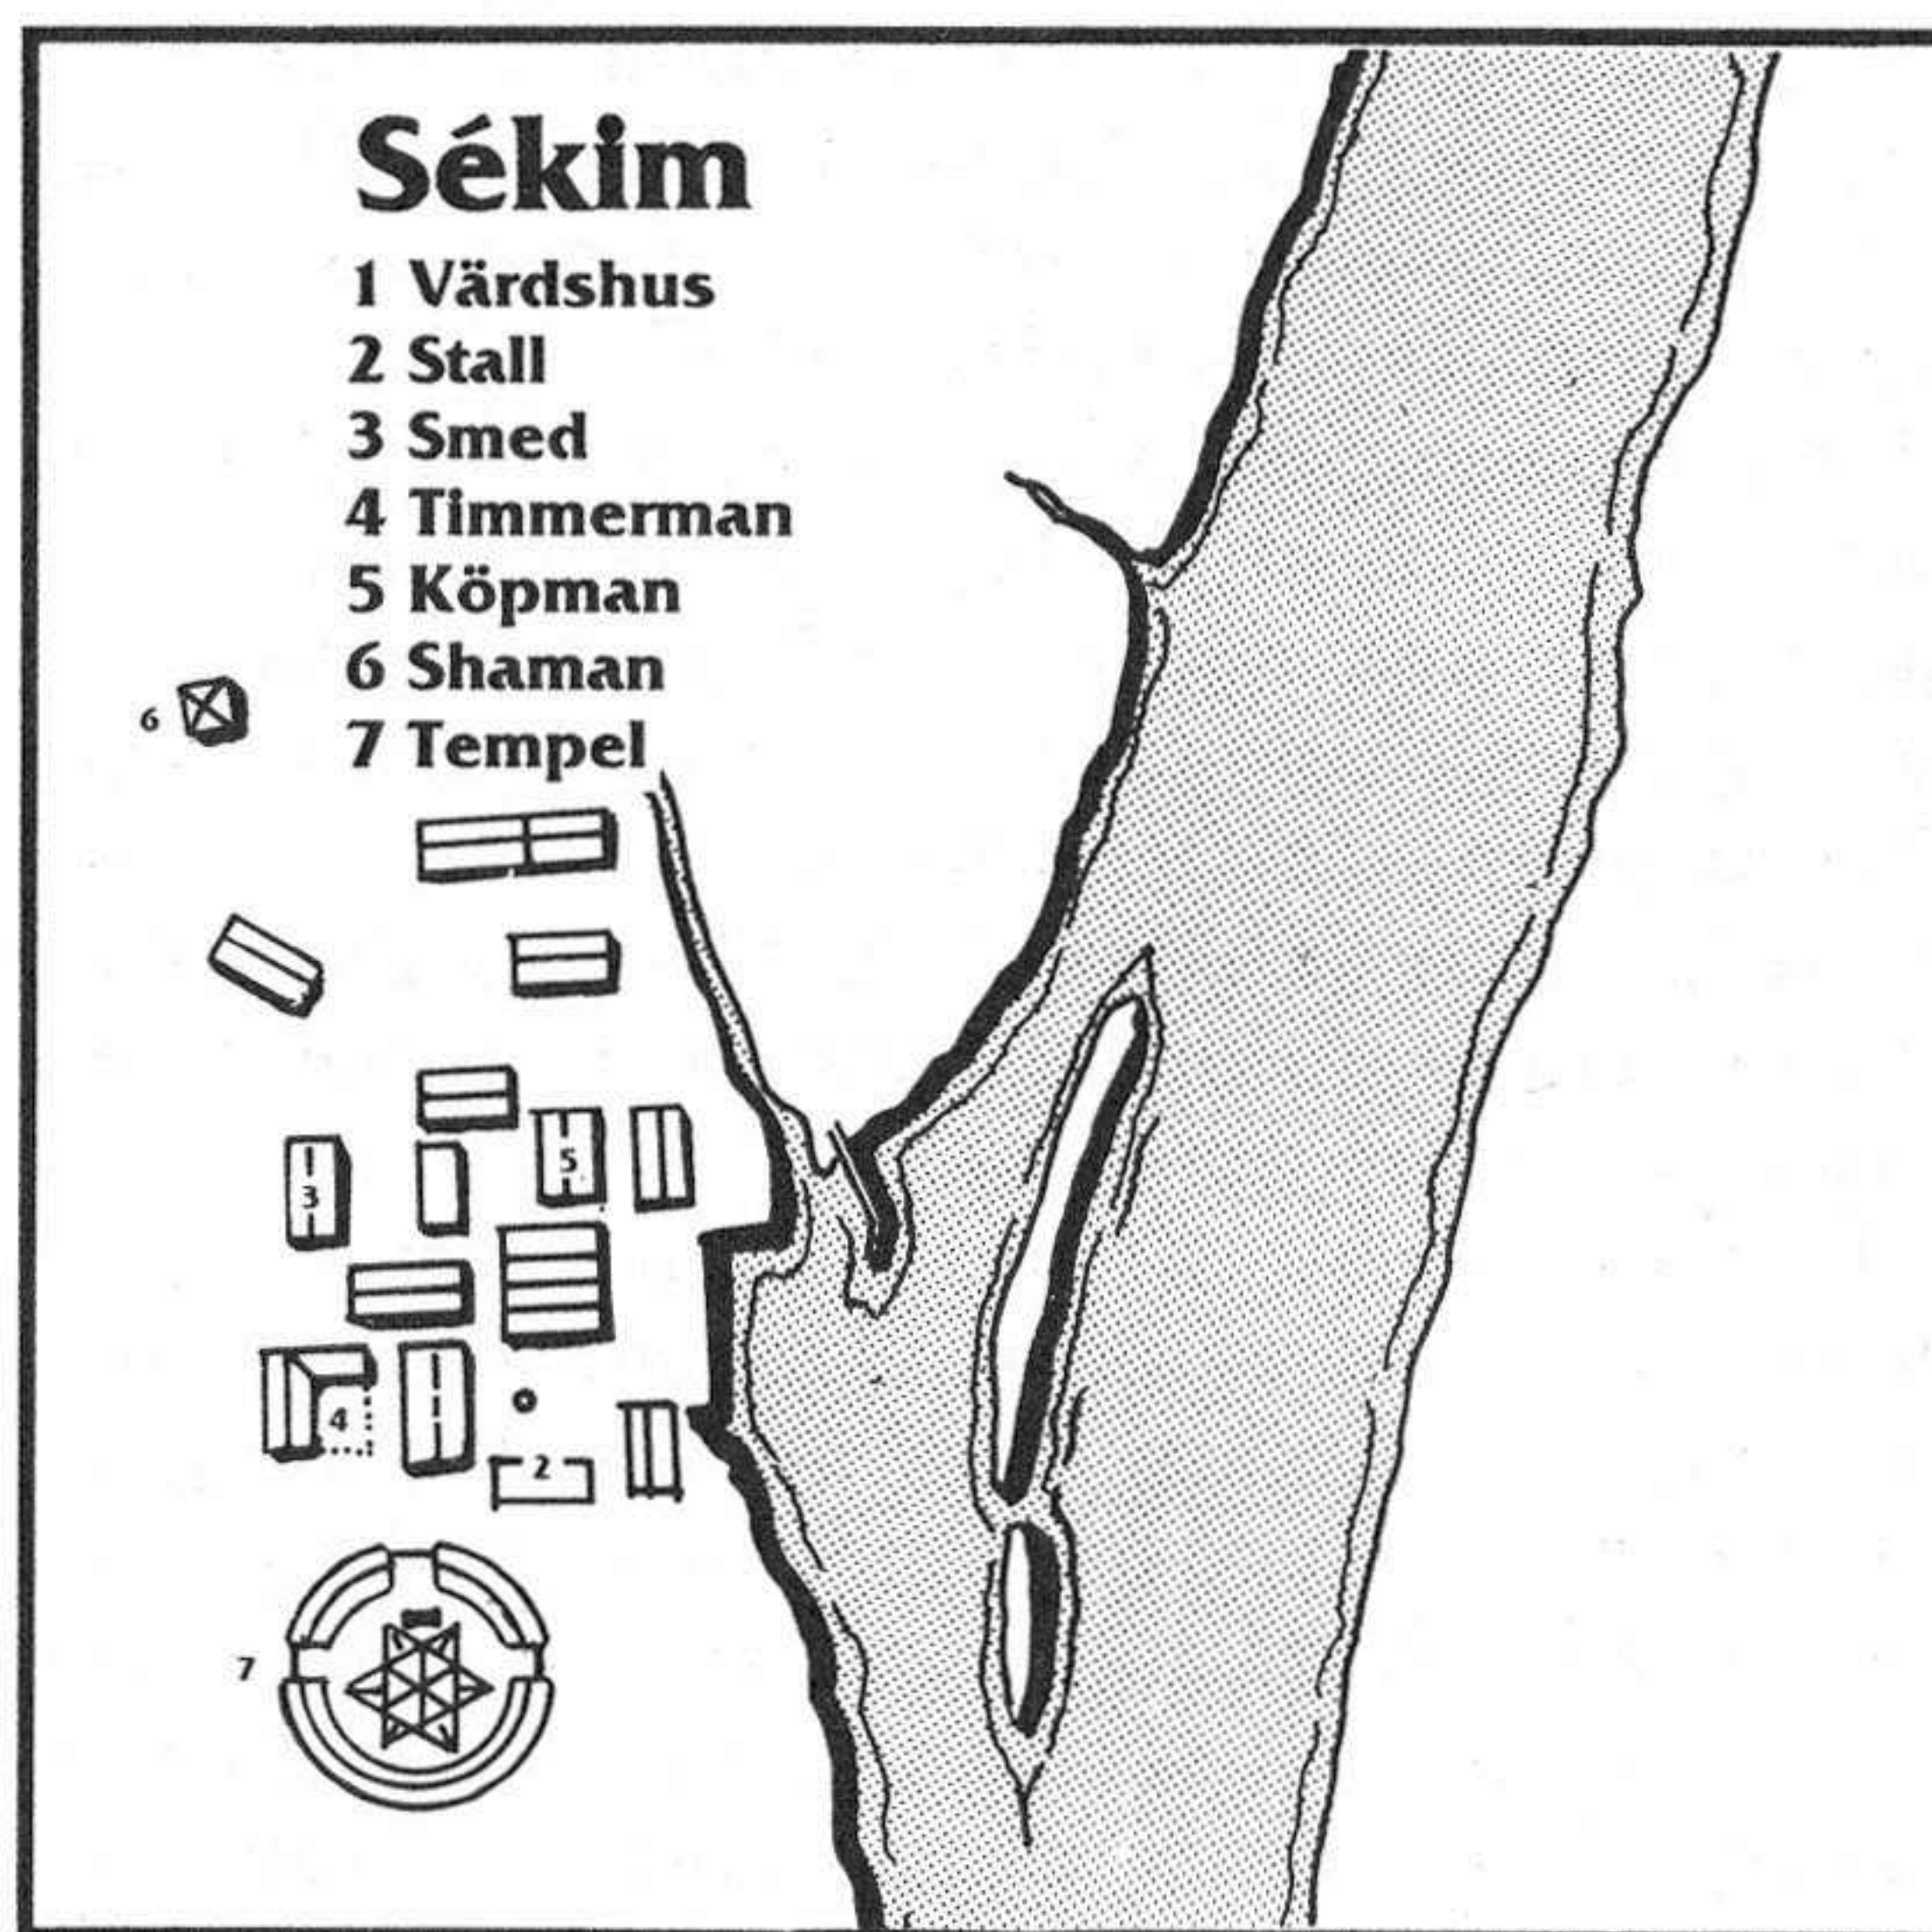 Sékim
1 Värdshus
2 Stall
3 Smed
4 Timmerman
5 Köpman
6 Shaman
7 Tempel
6
5
3
4
2
7